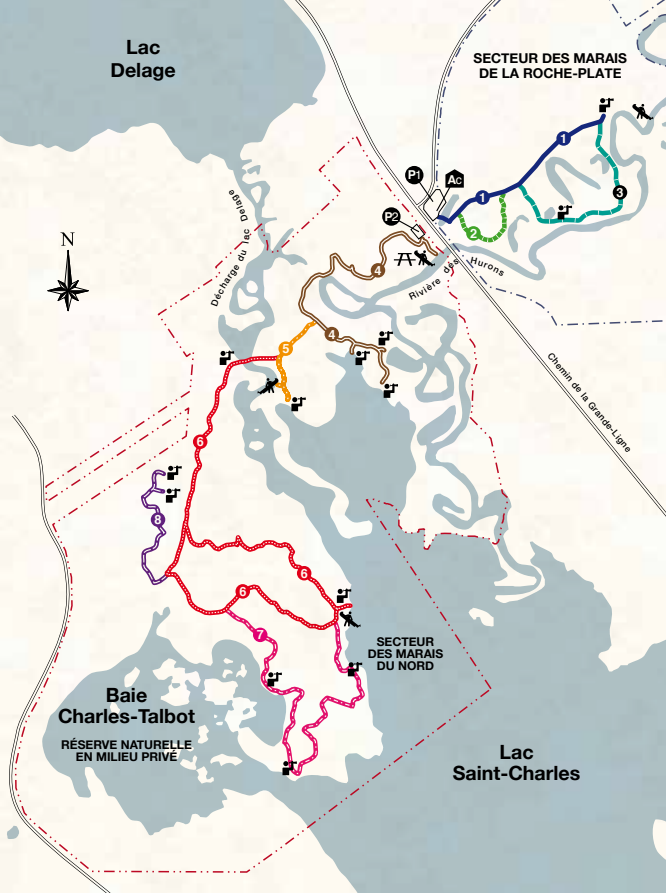 Lac
Delage
SECTEUR DES MARAIS
DE LA ROCHE-PLATE
1
P1
AC
1
3
P2
2
Décharge du lac Delage
N
4
Rivière des Hurons
4
5
Chemin de la Grande-Ligne
6
8
6
6
7
SECTEUR
DES MARAIS
DU NORD
Baie
Charles-Talbot
RÉSERVE NATURELLE
EN MILIEU PRIVÉ
Lac
Saint-Charles